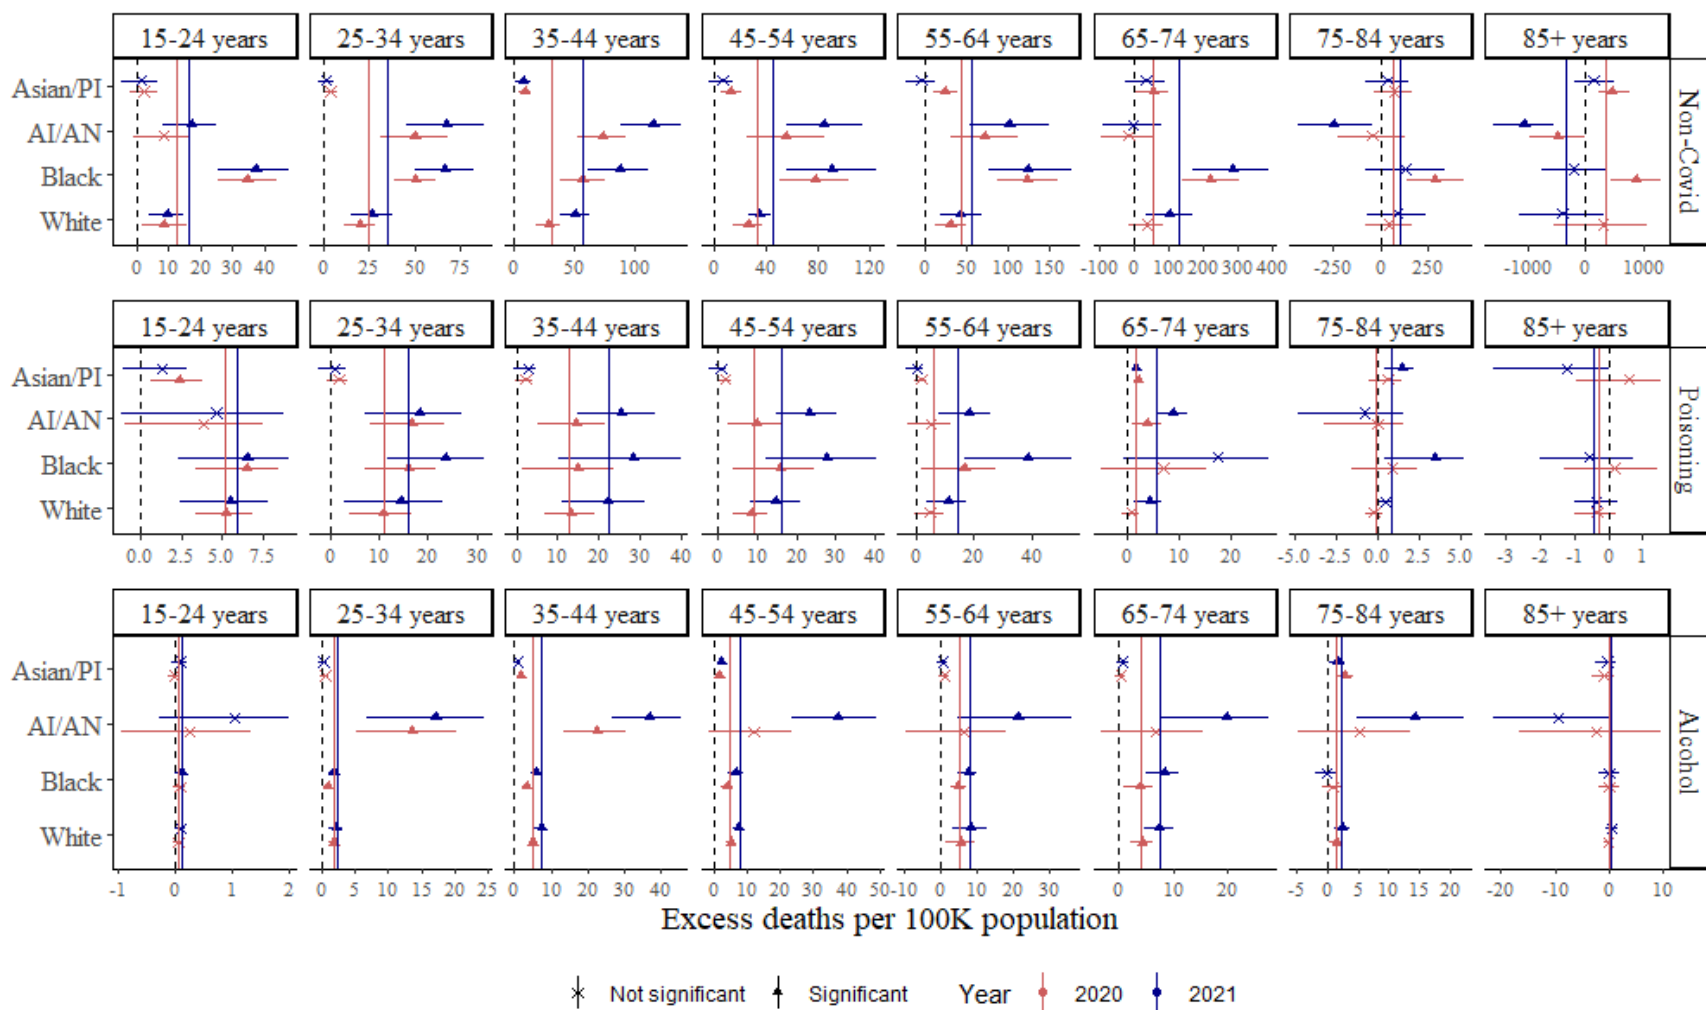 15-24 years 25-34 years 35-44 years 45-54 years 55-64 years 65-74 years 75-84 years 85+ years
Asian/PI
AI/AN
Black
White
Non-Covid
0 20 40 0 25 50 75 0 50 100 0 40 80 120 0 50 100 150 -100 0 100 200 300 400 -250 0 250 -1000 0 1000
15-24 years 25-34 years 35-44 years 45-54 years 55-64 years 65-74 years 75-84 years 85+ years
Asian/PI
AI/AN
Black
White
Poisoning
0.0 2.5 5.0 7.5 0 10 20 30 0 10 20 30 40 0 10 20 30 40 0 20 40 0 10 20 -5.0 -2.5 0.0 2.5 5.0 -3 -2 -1 0 1
15-24 years 25-34 years 35-44 years 45-54 years 55-64 years 65-74 years 75-84 years 85+ years
Asian/PI
AI/AN
Black
White
Alcohol
-1 0 1 2 0 5 10 15 20 25 0 10 20 30 40 0 10 20 30 40 50 -10 0 10 20 30 0 10 20 -5 0 5 10 15 20 -20 -10 0 10
Excess deaths per 100K population
Not significant Significant Year 2020 2021